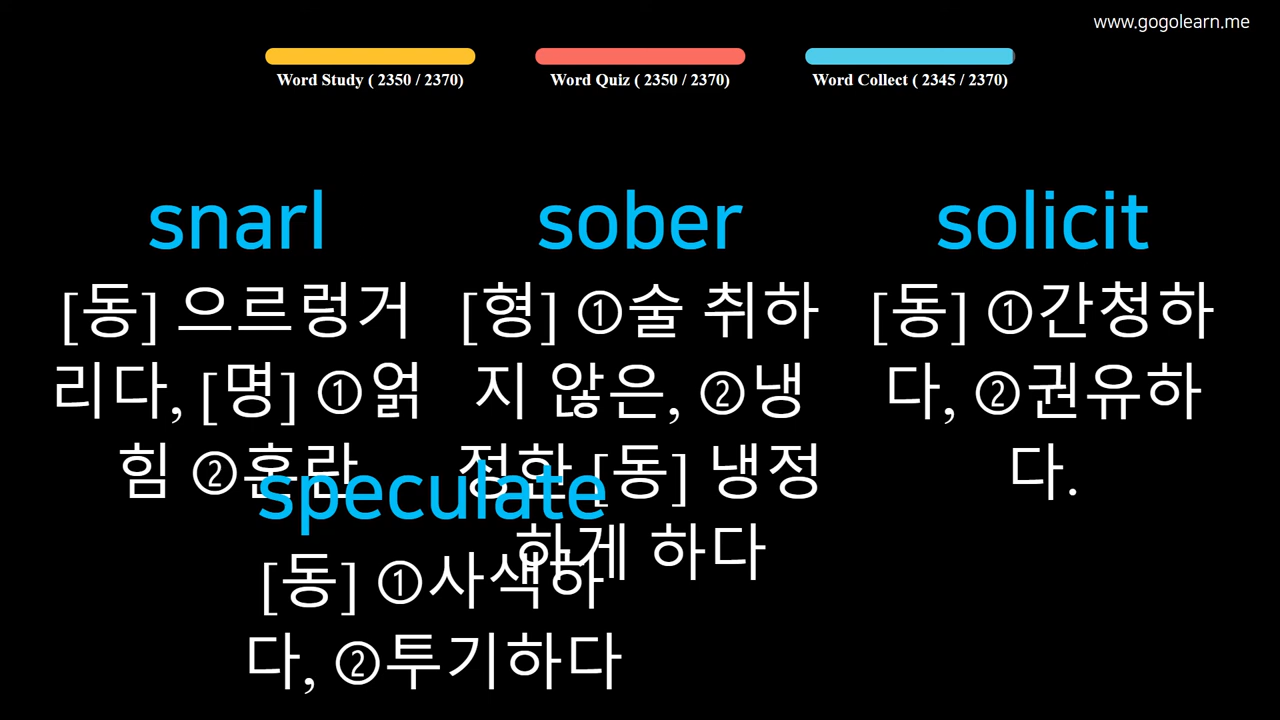 www.gogolearn.me
Word Study ( 2350 / 2370)
Word Quiz ( 2350 / 2370)
Word Collect ( 2345 / 2370)
snarl
[동] 으르렁거
리다, [명] ①얽
힘 ②혼란
sober
[형] ①술 취하
지 않은, ②냉
정한 [동] 냉정
하게 하다
solicit
[동] ①간청하
다, ②권유하
다.
speculate
[동] ①사색하
다, ②투기하다